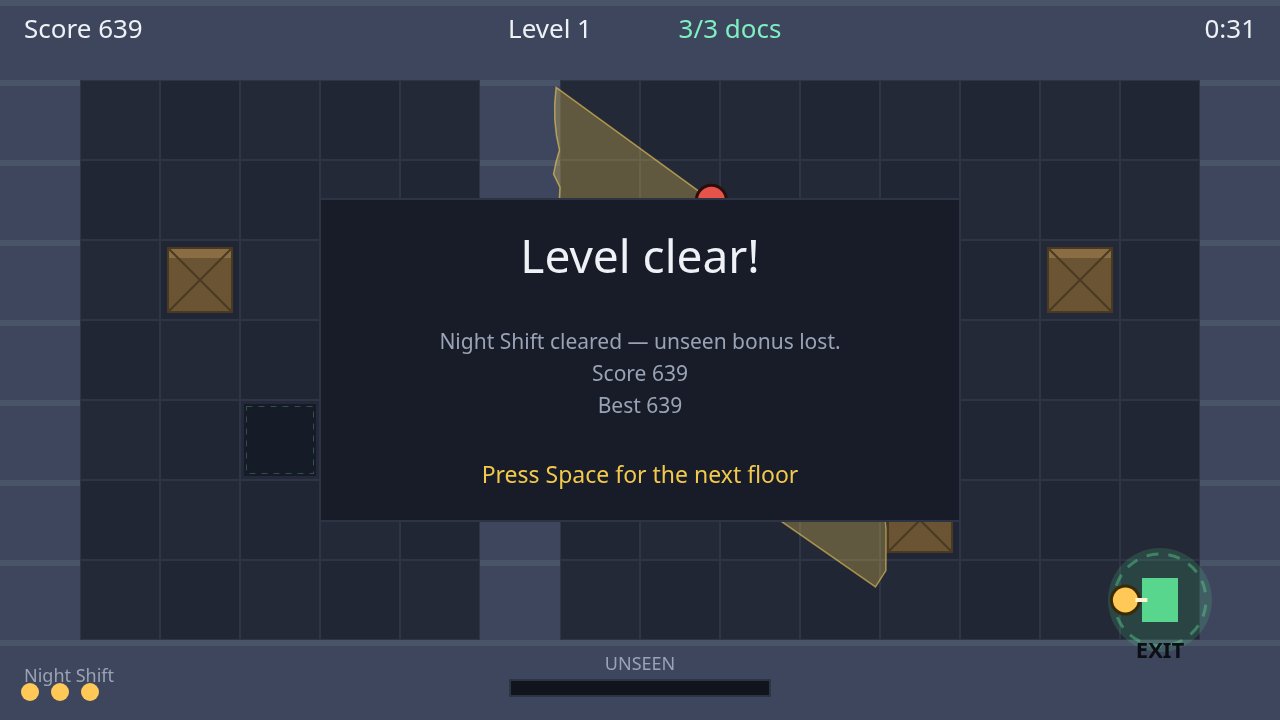 Score 639
Level 1
3/3 docs
0:31
Level clear!
Night Shift cleared — unseen bonus lost.
Score 639
Best 639
Press Space for the next floor
EXIT
UNSEEN
Night Shift